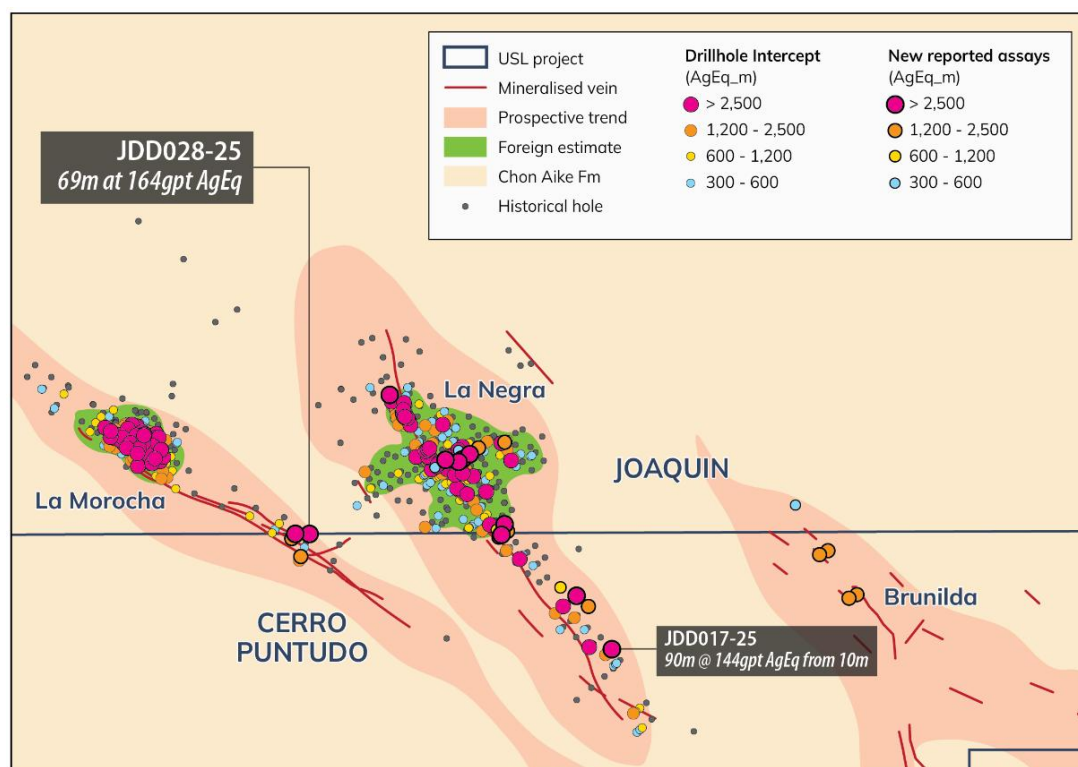 USL project
Mineralised vein
Prospective trend
Foreign estimate
Chon Aike Fm
Historical hole
Drillhole Intercept
(AgEq_m)
> 2,500
1,200 - 2,500
600 - 1,200
300 - 600
New reported assays
(AgEq_m)
> 2,500
1,200 - 2,500
600 - 1,200
300 - 600
JDD028-25
69m at 164gpt AgEq
La Negra
La Morocha
JOAQUIN
Brunilda
CERRO
PUNTUDO
JDD017-25
90m @ 144gpt AgEq from 10m